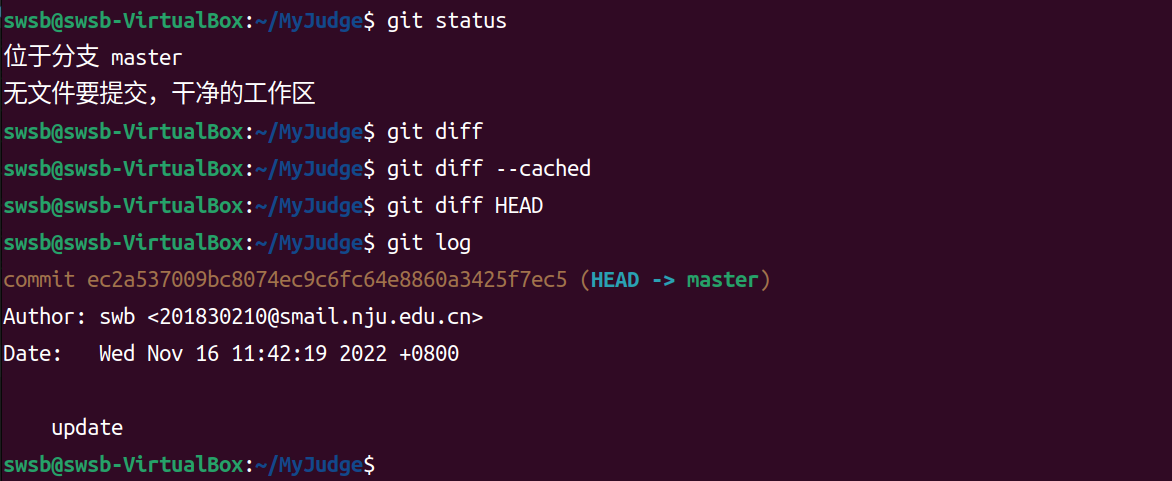 swsb@swsb-VirtualBox:~/MyJudge$ git status
位于分支 master
无文件要提交，干净的工作区
swsb@swsb-VirtualBox:~/MyJudge$ git diff
swsb@swsb-VirtualBox:~/MyJudge$ git diff --cached
swsb@swsb-VirtualBox:~/MyJudge$ git diff HEAD
swsb@swsb-VirtualBox:~/MyJudge$ git log
commit ec2a537009bc8074ec9c6fc64e8860a3425f7ec5 (HEAD -> master)
Author: swb <201830210@smail.nju.edu.cn>
Date:   Wed Nov 16 11:42:19 2022 +0800
    update
swsb@swsb-VirtualBox:~/MyJudge$